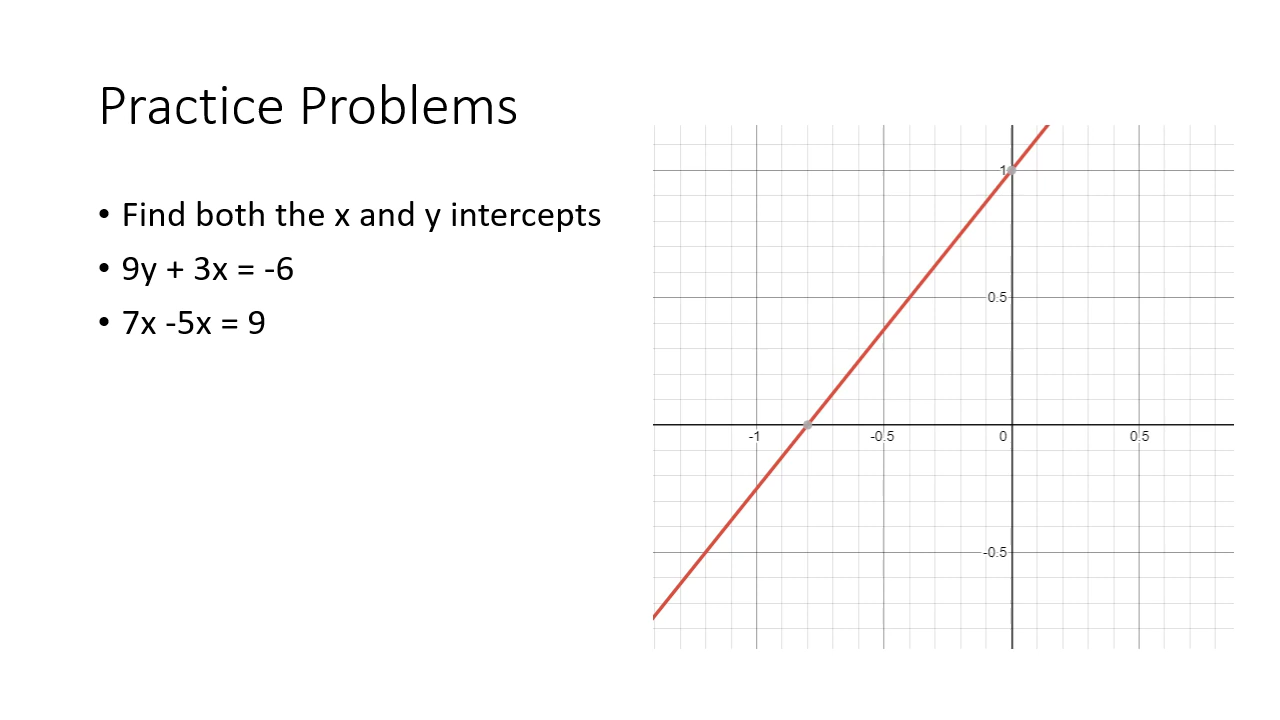 Practice Problems
• Find both the x and y intercepts
• 9y + 3x = -6
• 7x -5x = 9
1
0.5
-1
-0.5
0
0.5
-0.5